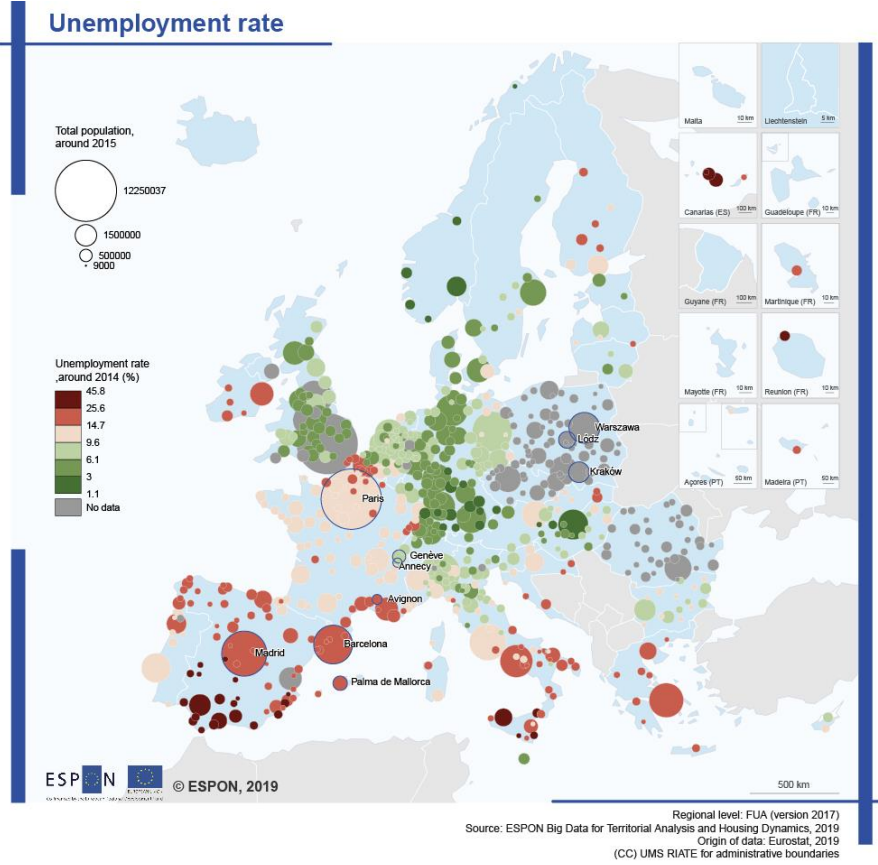 Unemployment rate
Total population,
around 2015
12250037
1500000
500000
9000
Unemployment rate
,around 2014 (%)
45.8
25.6
14.7
9.6
6.1
3
1.1
No data
Malta
10 km
Liechtenstein
5 km
Canarias (ES)
100 km
Guadeloupe (FR)
10 km
Guyane (FR)
100 km
Martinique (FR)
10 km
Mayotte (FR)
10 km
Reunion (FR)
10 km
Açores (PT)
50 km
Madeira (PT)
50 km
Warszawa
Łódz
Kraków
Paris
Genève
Annecy
Avignon
Madrid
Barcelona
Palma de Mallorca
ESPON
© ESPON, 2019
500 km
Regional level: FUA (version 2017)
Source: ESPON Big Data for Territorial Analysis and Housing Dynamics, 2019
Origin of data: Eurostat, 2019
(CC) UMS RIATE for administrative boundaries